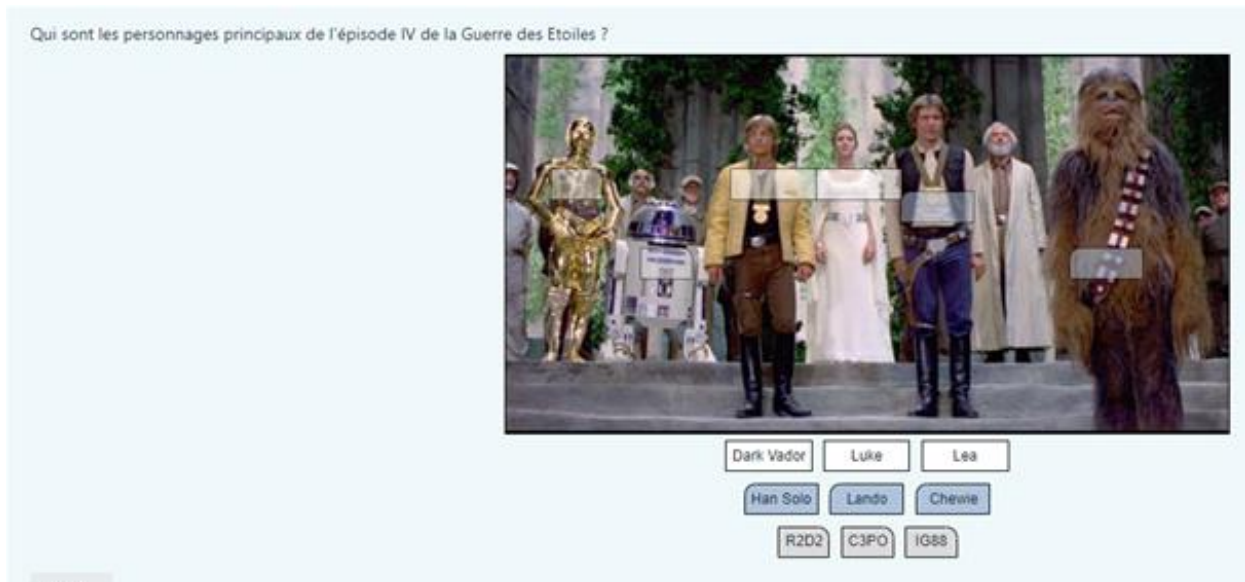 Qui sont les personnages principaux de l'épisode IV de la Guerre des Etoiles ?
Dark Vador Luke Lea
Han Solo Lando Chewie
R2D2 C3PO IG88